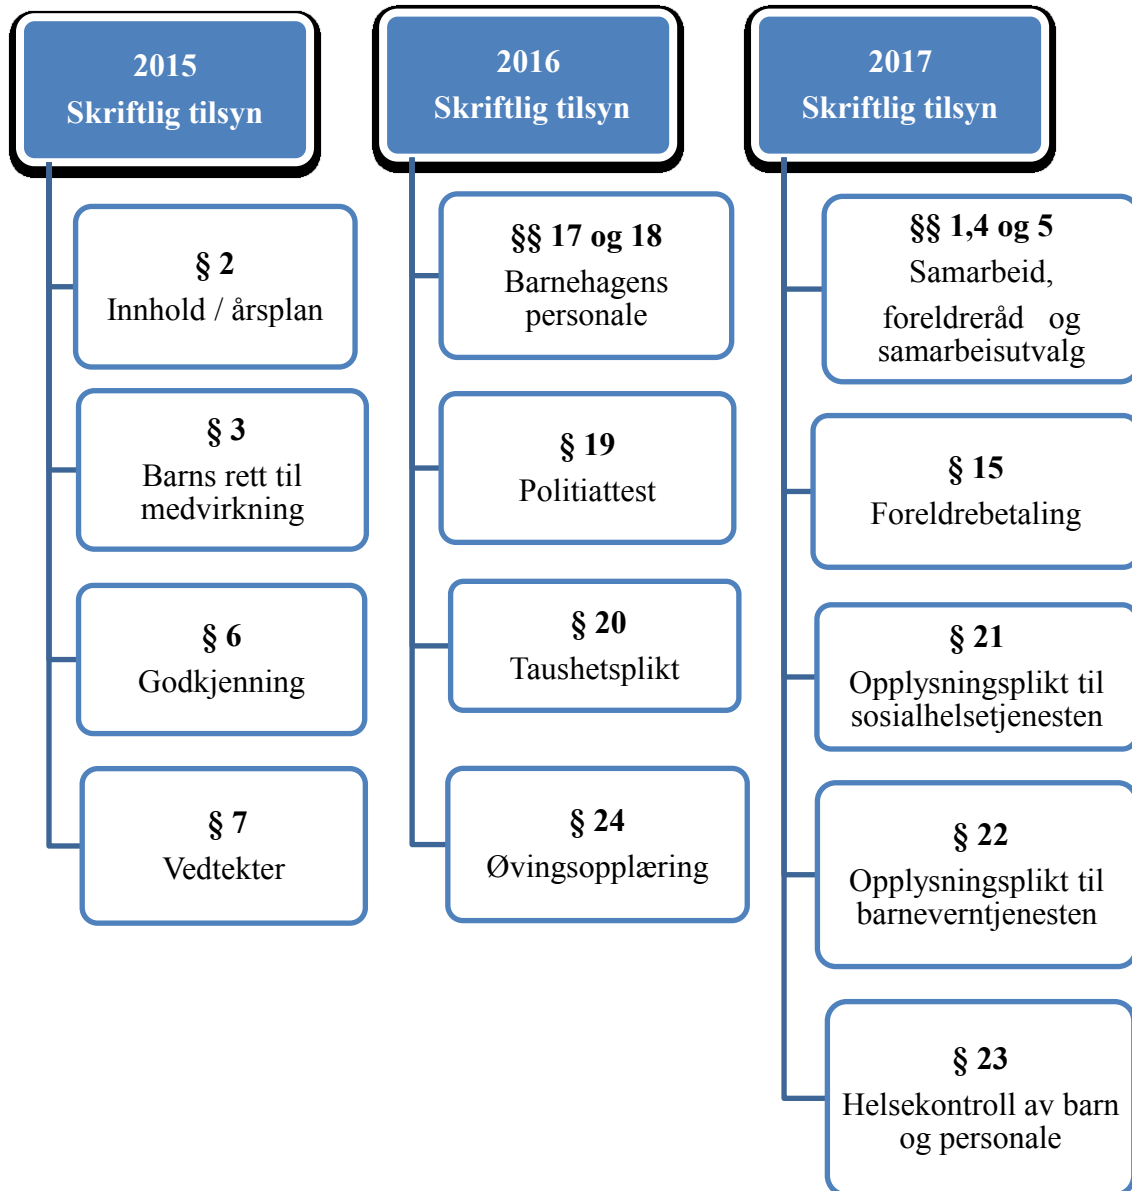 2015
Skriftlig tilsyn
§ 2
Innhold / årsplan
§ 3
Barns rett til
medvirkning
§ 6
Godkjenning
§ 7
Vedtekter
2016
Skriftlig tilsyn
§§ 17 og 18
Barnehagens
personale
§ 19
Politiattest
§ 20
Taushetsplikt
§ 24
Øvingsopplæring
2017
Skriftlig tilsyn
§§ 1,4 og 5
Samarbeid,
foreldreråd og
samarbeisutvalg
§ 15
Foreldrebetaling
§ 21
Opplysningsplikt til
sosialhelsetjenesten
§ 22
Opplysningsplikt til
barneverntjenesten
§ 23
Helsekontroll av barn
og personale